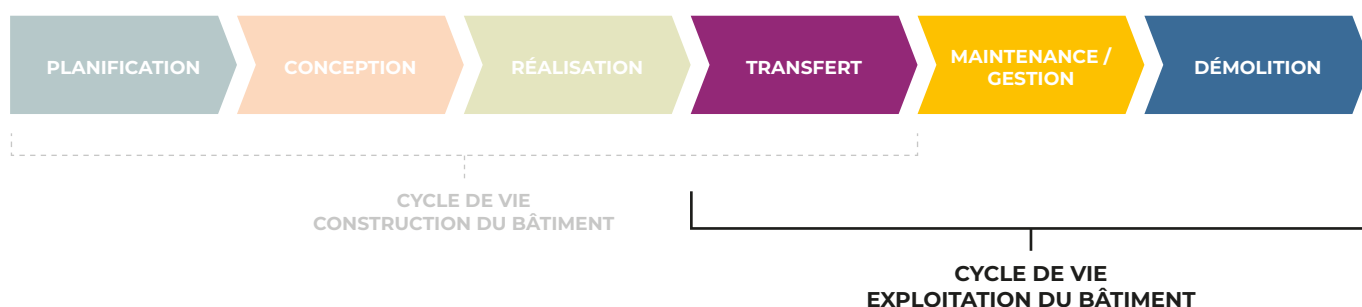 PLANIFICATION
CONCEPTION
RÉALISATION
TRANSFERT
MAINTENANCE /
GESTION
DÉMOLITION
CYCLE DE VIE
CONSTRUCTION DU BÂTIMENT
CYCLE DE VIE
EXPLOITATION DU BÂTIMENT